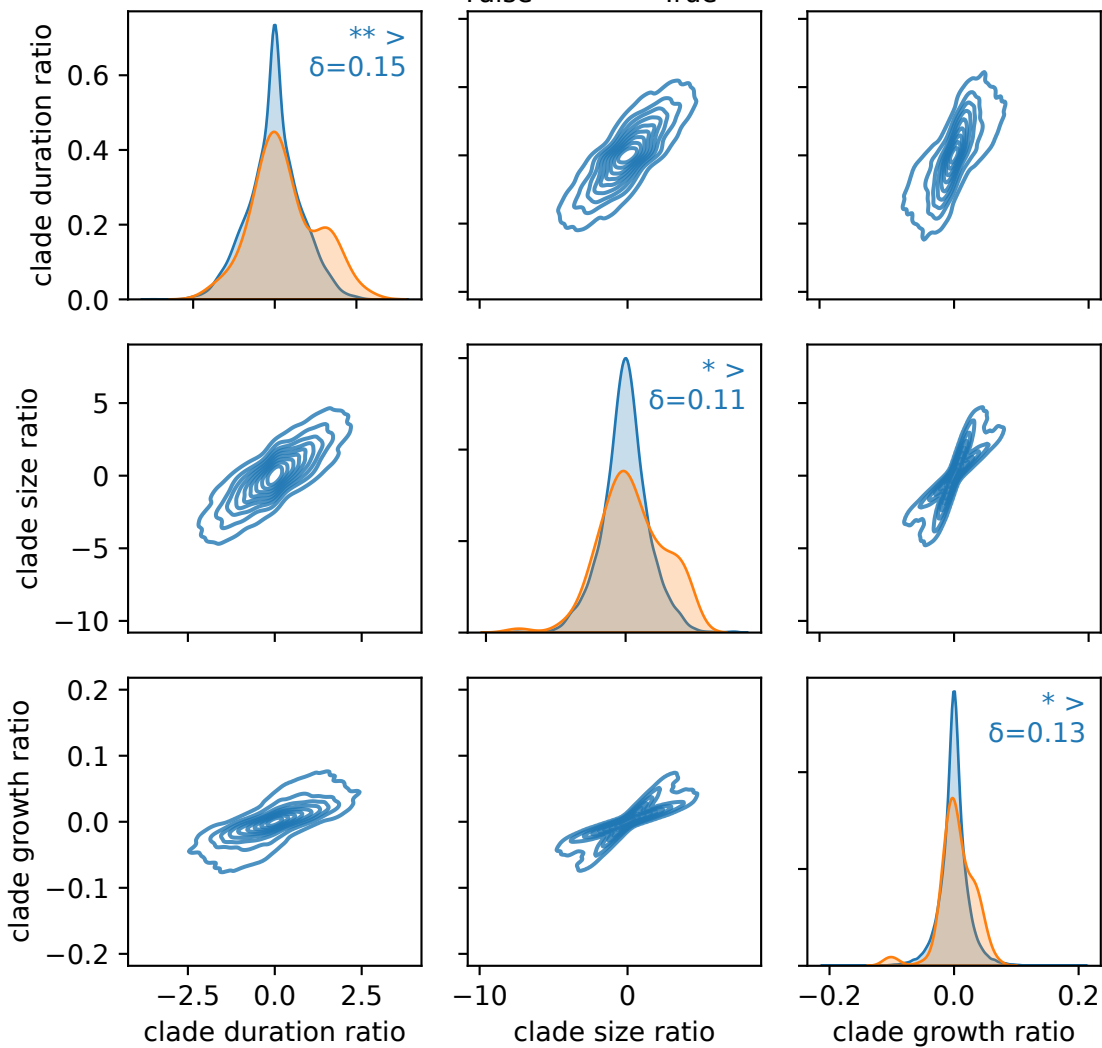 False True
clade duration ratio
0.6
0.4
0.2
0.0
** >
δ=0.15
clade size ratio
5
0
−5
−10
* >
δ=0.11
clade growth ratio
0.2
0.1
0.0
−0.1
−0.2
* >
δ=0.13
−2.5 0.0 2.5
−10 0
−0.2 0.0 0.2
clade duration ratio
clade size ratio
clade growth ratio